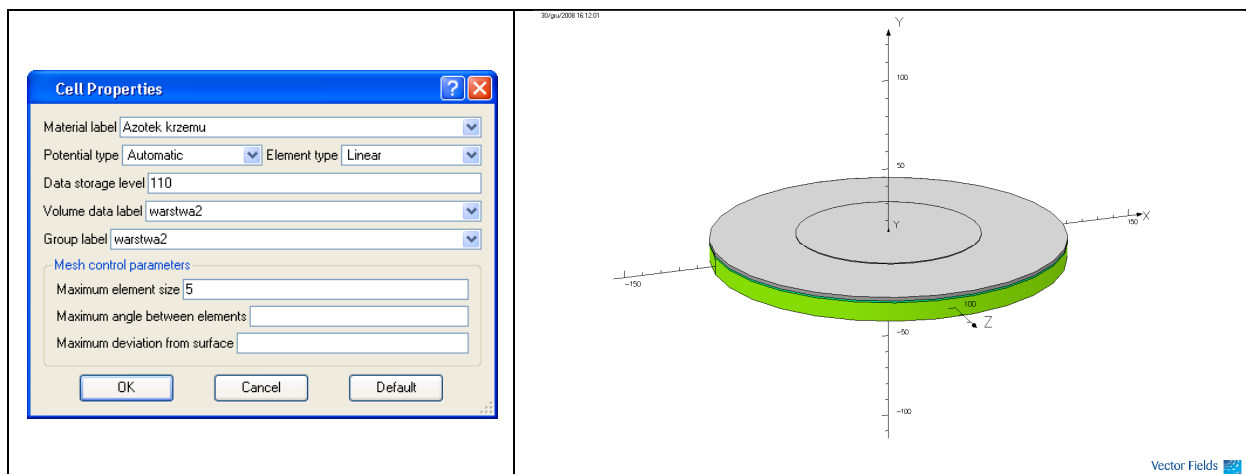 Cell Properties
Material label Azotek krzemu
Potential type Automatic Element type Linear
Data storage level 110
Volume data label warstwa2
Group label warstwa2
Mesh control parameters
Maximum element size 5
Maximum angle between elements
Maximum deviation from surface
OK Cancel Default
30/gru/2008 16:12:01
Y
100
50
Y
150 X
-150
100
Z
-50
-100
Vector Fields